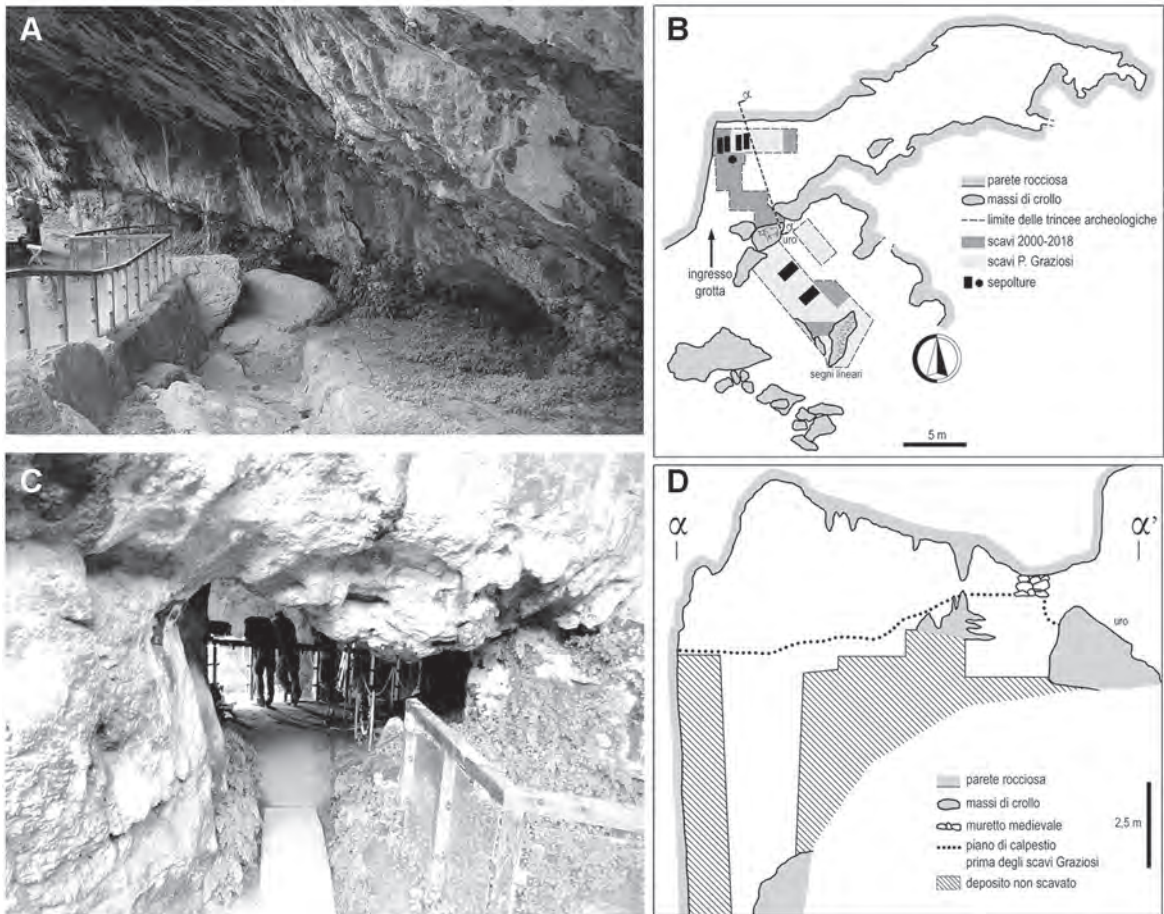 A
B
α
α'
uro
ingresso
grotta
segni lineari
parete rocciosa
massi di crollo
limite delle trincee archeologiche
scavi 2000-2018
scavi P. Graziosi
sepolture
5 m
C
D
α
α'
uro
parete rocciosa
massi di crollo
muretto medievale
piano di calpestio
prima degli scavi Graziosi
deposito non scavato
2,5 m